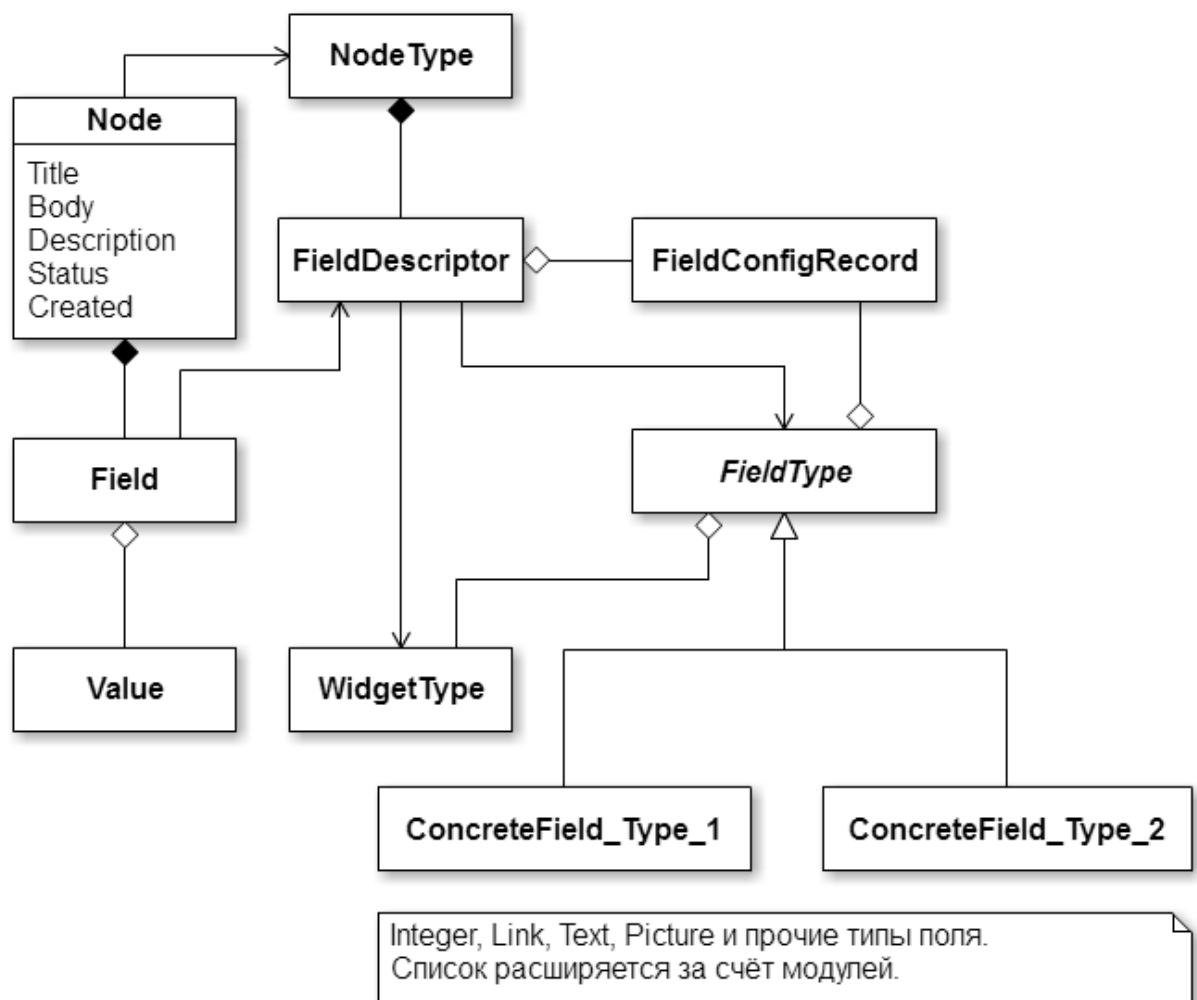 NodeType
Node
Title
Body
Description
Status
Created
FieldDescriptor
FieldConfigRecord
Field
FieldType
Value
WidgetType
ConcreteField_Type_1
ConcreteField_Type_2
Integer, Link, Text, Picture и прочие типы поля.
Список расширяется за счёт модулей.